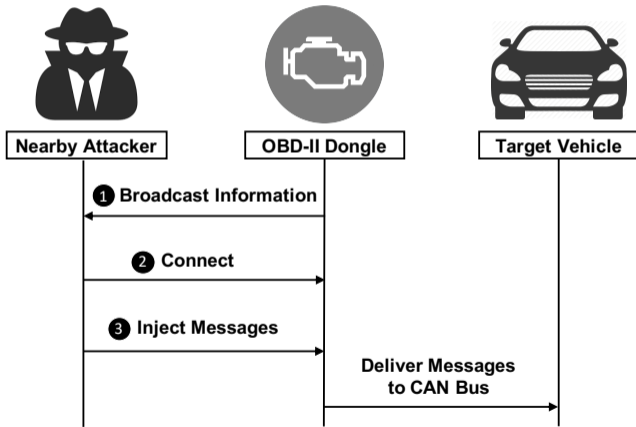 Nearby Attacker
OBD-II Dongle
Target Vehicle
1 Broadcast Information
2 Connect
3 Inject Messages
Deliver Messages
to CAN Bus